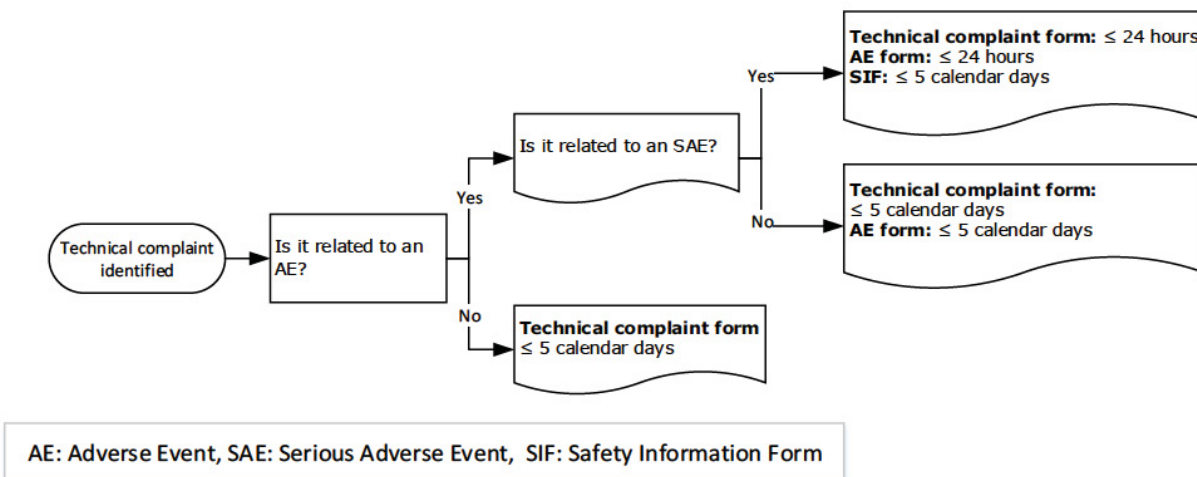 Technical complaint
identified
Is it related to an
AE?
Yes
No
Is it related to an SAE?
Technical complaint form
≤ 5 calendar days
Yes
No
Technical complaint form: ≤ 24 hours
AE form: ≤ 24 hours
SIF: ≤ 5 calendar days
Technical complaint form:
≤ 5 calendar days
AE form: ≤ 5 calendar days
AE: Adverse Event, SAE: Serious Adverse Event, SIF: Safety Information Form